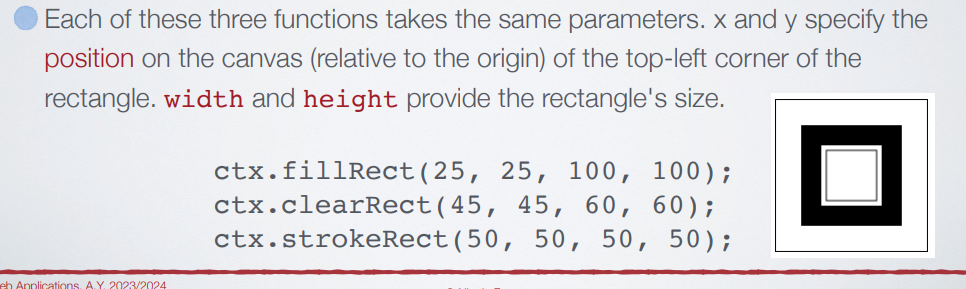 Each of these three functions takes the same parameters. x and y specify the
position on the canvas (relative to the origin) of the top-left corner of the
rectangle. width and height provide the rectangle's size.
ctx.fillRect(25, 25, 100, 100);
ctx.clearRect(45, 45, 60, 60);
ctx.strokeRect(50, 50, 50, 50);
eb Applications, A.Y. 2023/2024